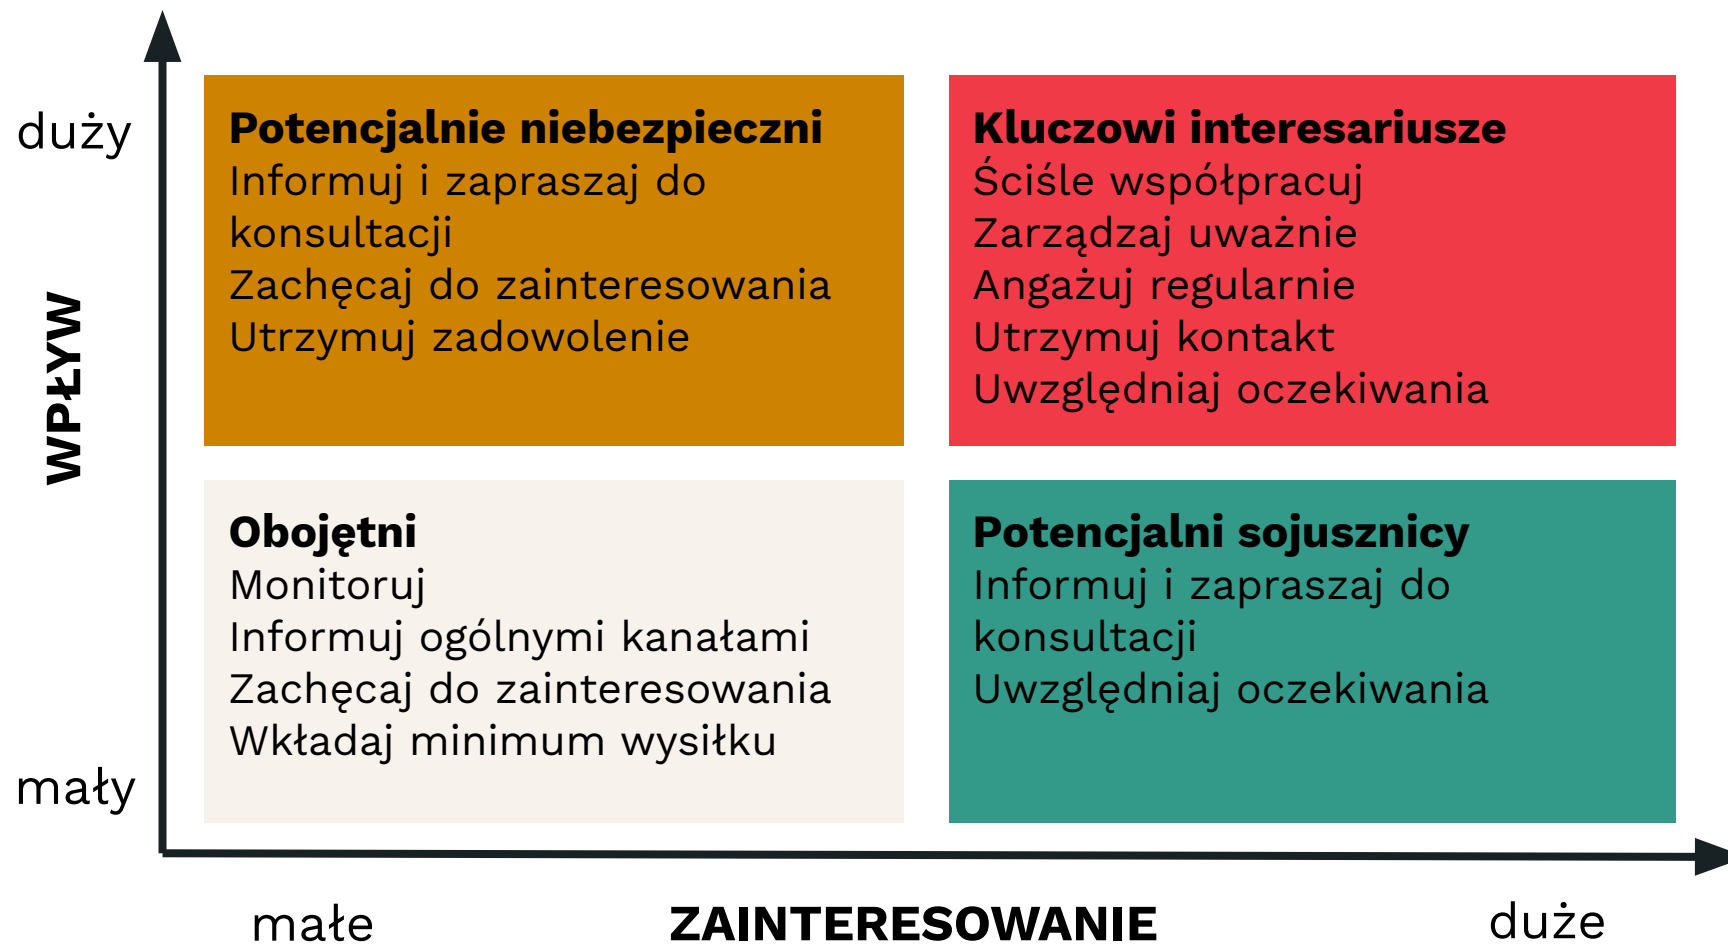 duży
WPŁYW
mały
Potencjalnie niebezpieczni
Informuj i zapraszaj do
konsultacji
Zachęcaj do zainteresowania
Utrzymuj zadowolenie
Kluczowi interesariusze
Ściśle współpracuj
Zarządzaj uważnie
Angażuj regularnie
Utrzymuj kontakt
Uwzględniaj oczekiwania
Obojętni
Monitoruj
Informuj ogólnymi kanałami
Zachęcaj do zainteresowania
Wkładaj minimum wysiłku
Potencjalni sojusznicy
Informuj i zapraszaj do
konsultacji
Uwzględniaj oczekiwania
małe
ZAINTERESOWANIE
duże